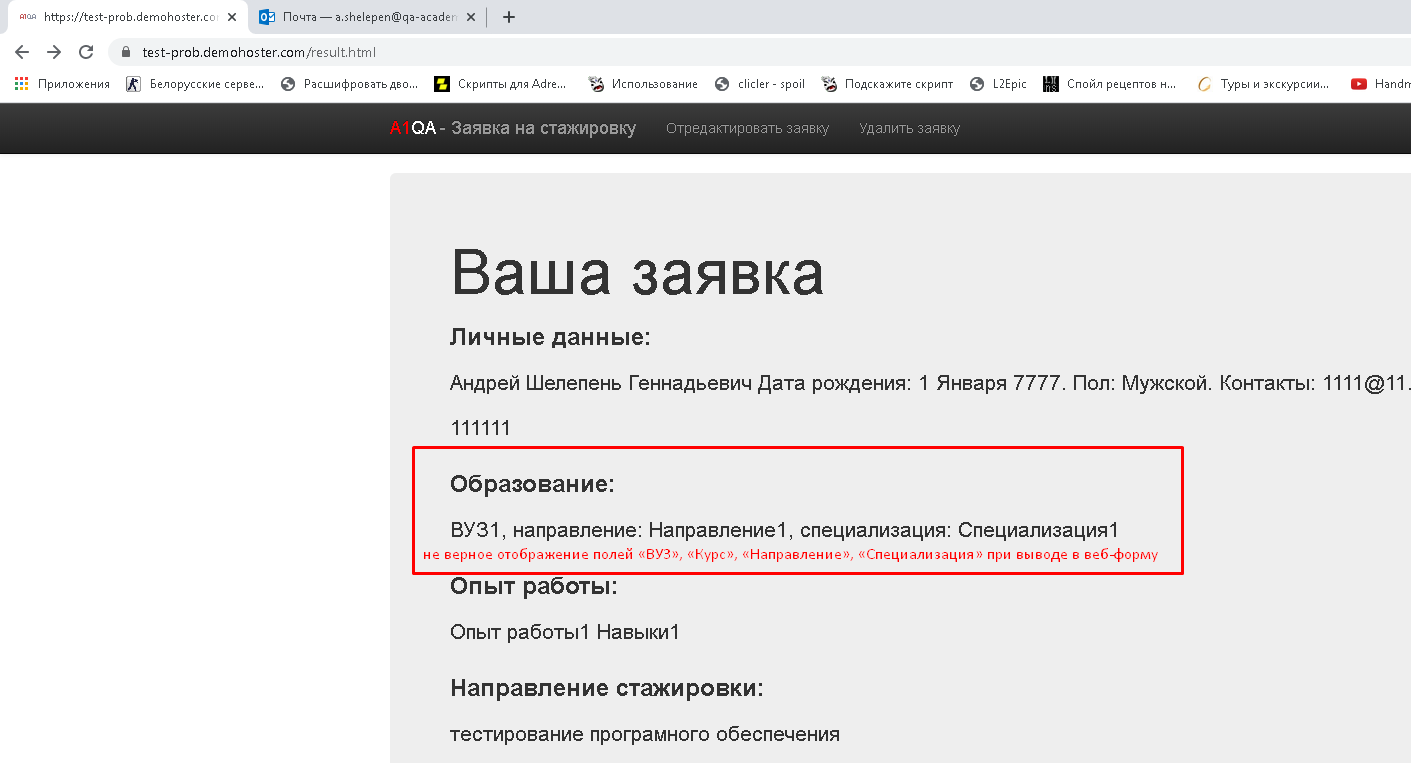 A1QA https://test-prob.demohoster.co
Почта — a.shelepen@qa-academ
test-prob.demohoster.com/result.html
Приложения Белорусские серве... Расшифровать дво... Скрипты для Adre... Использование clicler - spoil Подскажите скрипт L2Epic Спойл рецептов н... Туры и экскурсии... Handm
A1QA - Заявка на стажировку Отредактировать заявку Удалить заявку
Ваша заявка
Личные данные:
Андрей Шелепень Геннадьевич Дата рождения: 1 Января 7777. Пол: Мужской. Контакты: 1111@11.
111111
Образование:
ВУЗ1, направление: Направление1, специализация: Специализация1
не верное отображение полей «ВУЗ», «Курс», «Направление», «Специализация» при выводе в веб-форму
Опыт работы:
Опыт работы1 Навыки1
Направление стажировки:
тестирование програмного обеспечения